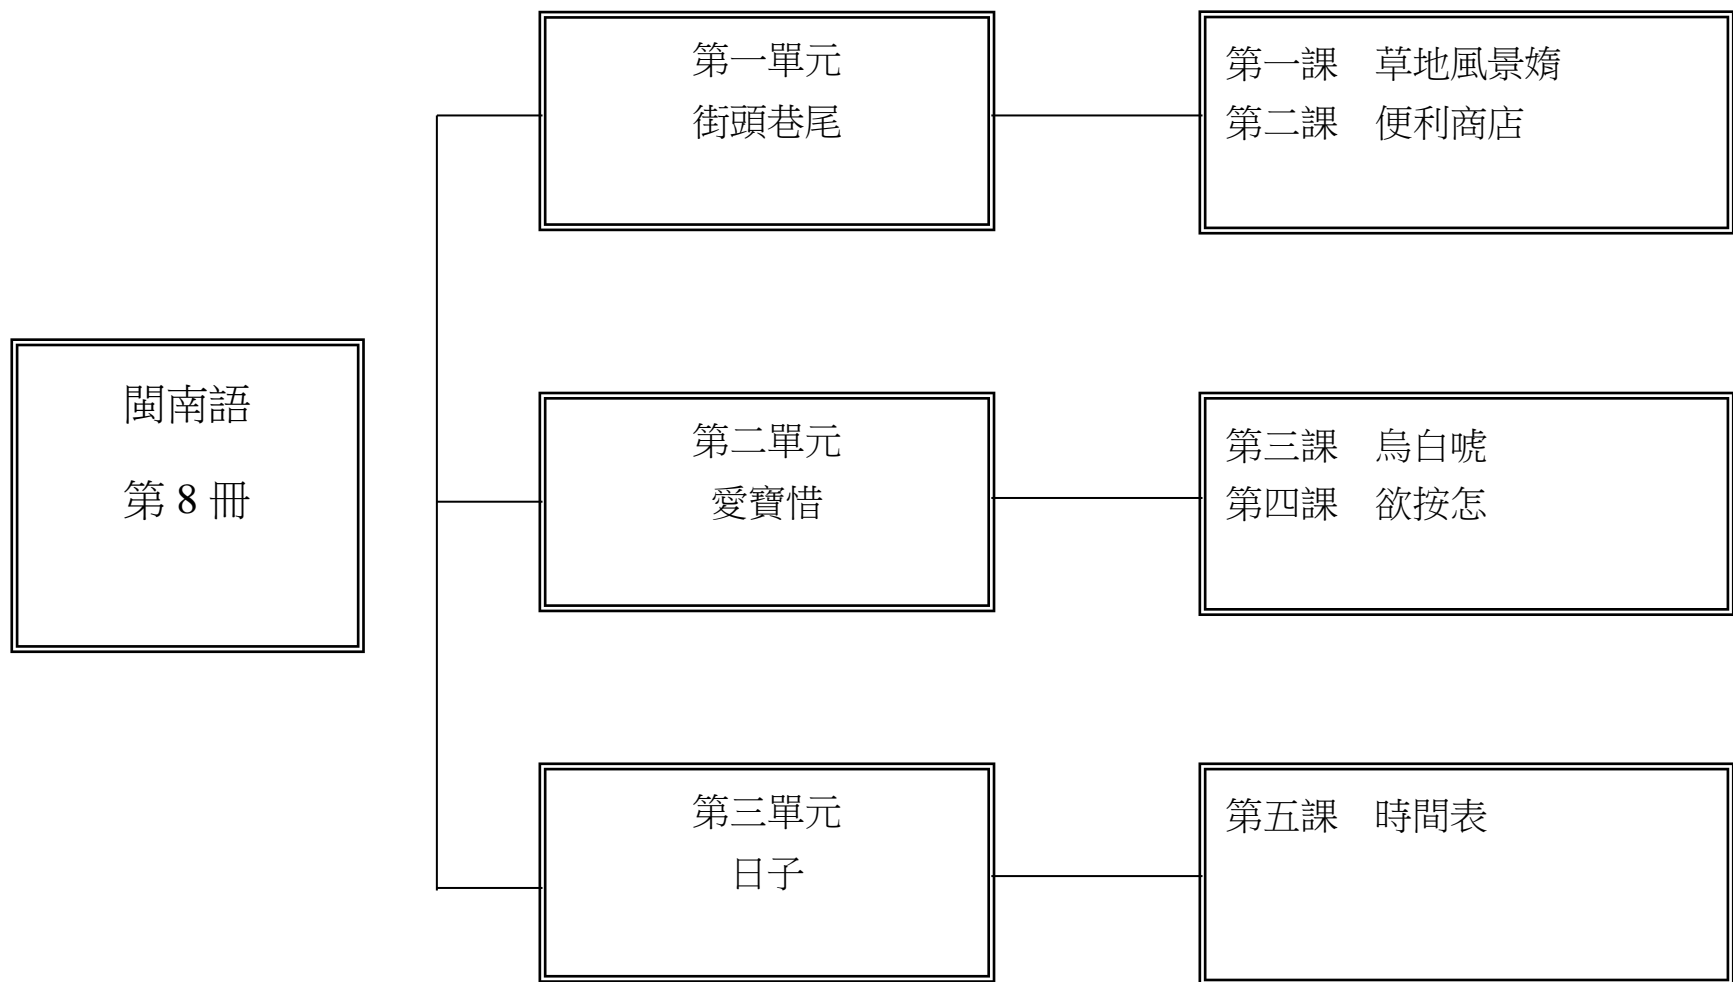 閩南語
第 8 冊
第一單元
街頭巷尾
第一課　草地風景媠
第二課　便利商店
第二單元
愛寶惜
第三課　烏白唬
第四課　欲按怎
第三單元
日子
第五課　時間表